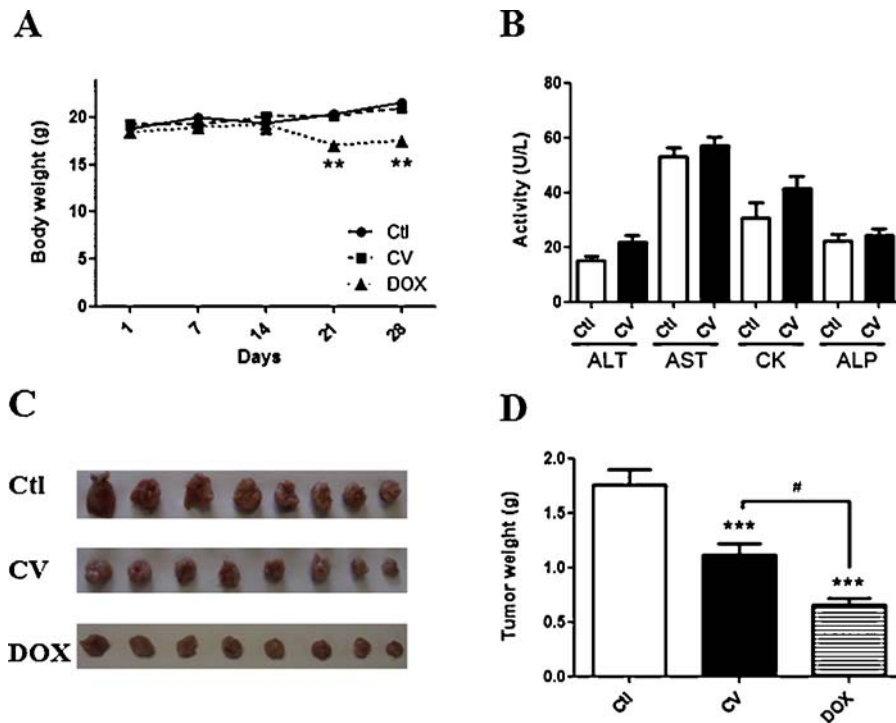 A
Body weight (g)
20
15
10
5
0
Ctl
CV
DOX
**
**
1
7
14
21
28
Days
B
Activity (U/L)
80
60
40
20
0
Ctl
CV
Ctl
CV
Ctl
CV
Ctl
CV
ALT
AST
CK
ALP
C
Ctl
CV
DOX
D
Tumor weight (g)
2.0
1.5
1.0
0.5
0.0
***
#
***
Ctl
CV
DOX